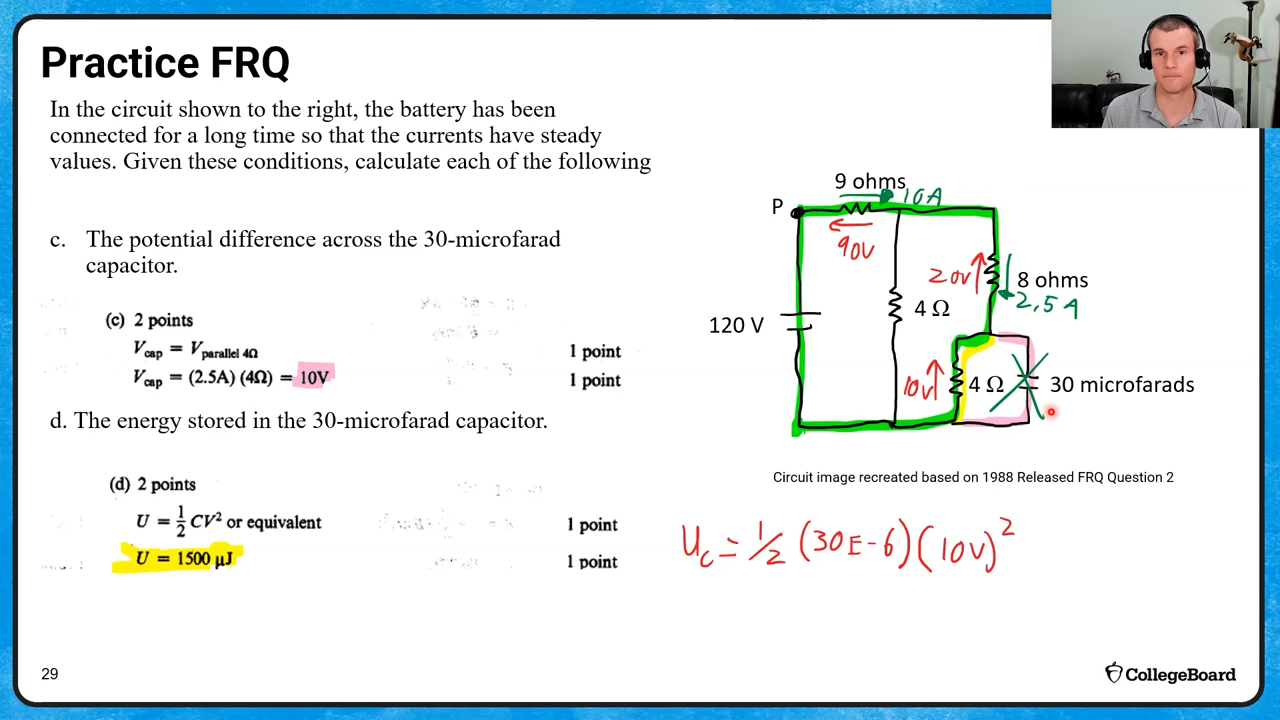 Practice FRQ
In the circuit shown to the right, the battery has been
connected for a long time so that the currents have steady
values. Given these conditions, calculate each of the following
c. The potential difference across the 30-microfarad
capacitor.
(c) 2 points
V_cap = V_parallel 4Ω 1 point
V_cap = (2.5A) (4Ω) = 10V 1 point
d. The energy stored in the 30-microfarad capacitor.
(d) 2 points
U = 1/2 CV² or equivalent 1 point
U = 1500 µJ 1 point
9 ohms
10A
P
90V
20V
8 ohms
2.5A
4 Ω
120 V
10V
4 Ω
30 microfarads
Circuit image recreated based on 1988 Released FRQ Question 2
U_c = 1/2 (30E-6)(10V)²
29
CollegeBoard